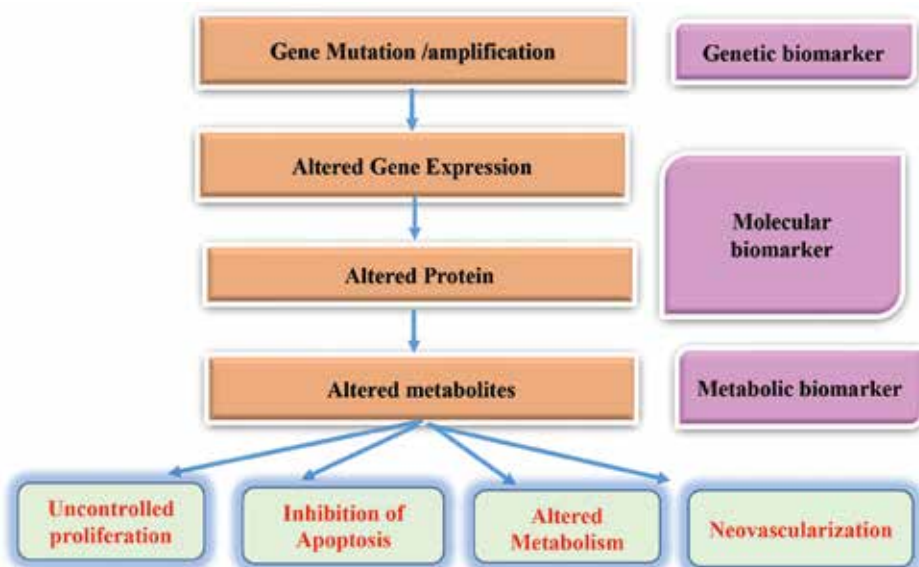 Gene Mutation /amplification
Genetic biomarker
Altered Gene Expression
Molecular
biomarker
Altered Protein
Altered metabolites
Metabolic biomarker
Uncontrolled
proliferation
Inhibition of
Apoptosis
Altered
Metabolism
Neovascularization